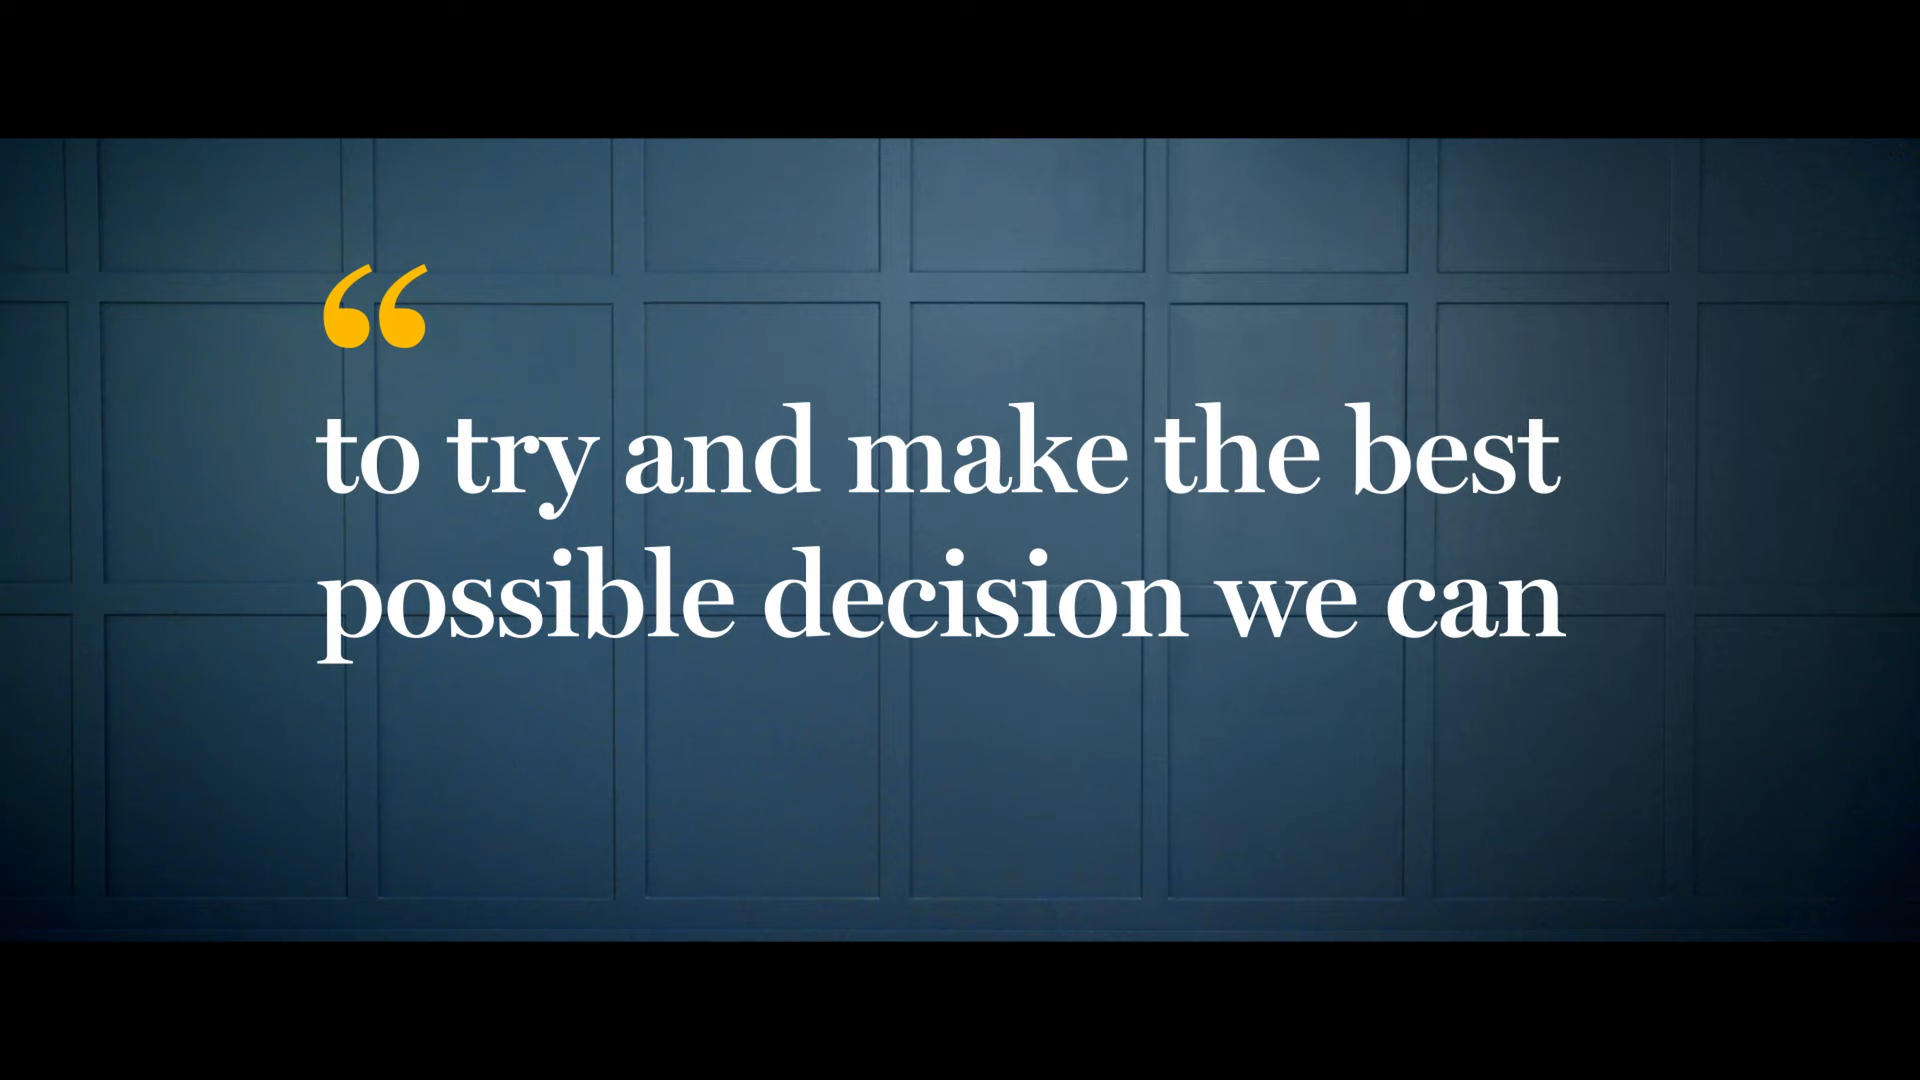 “
to try and make the best
possible decision we can